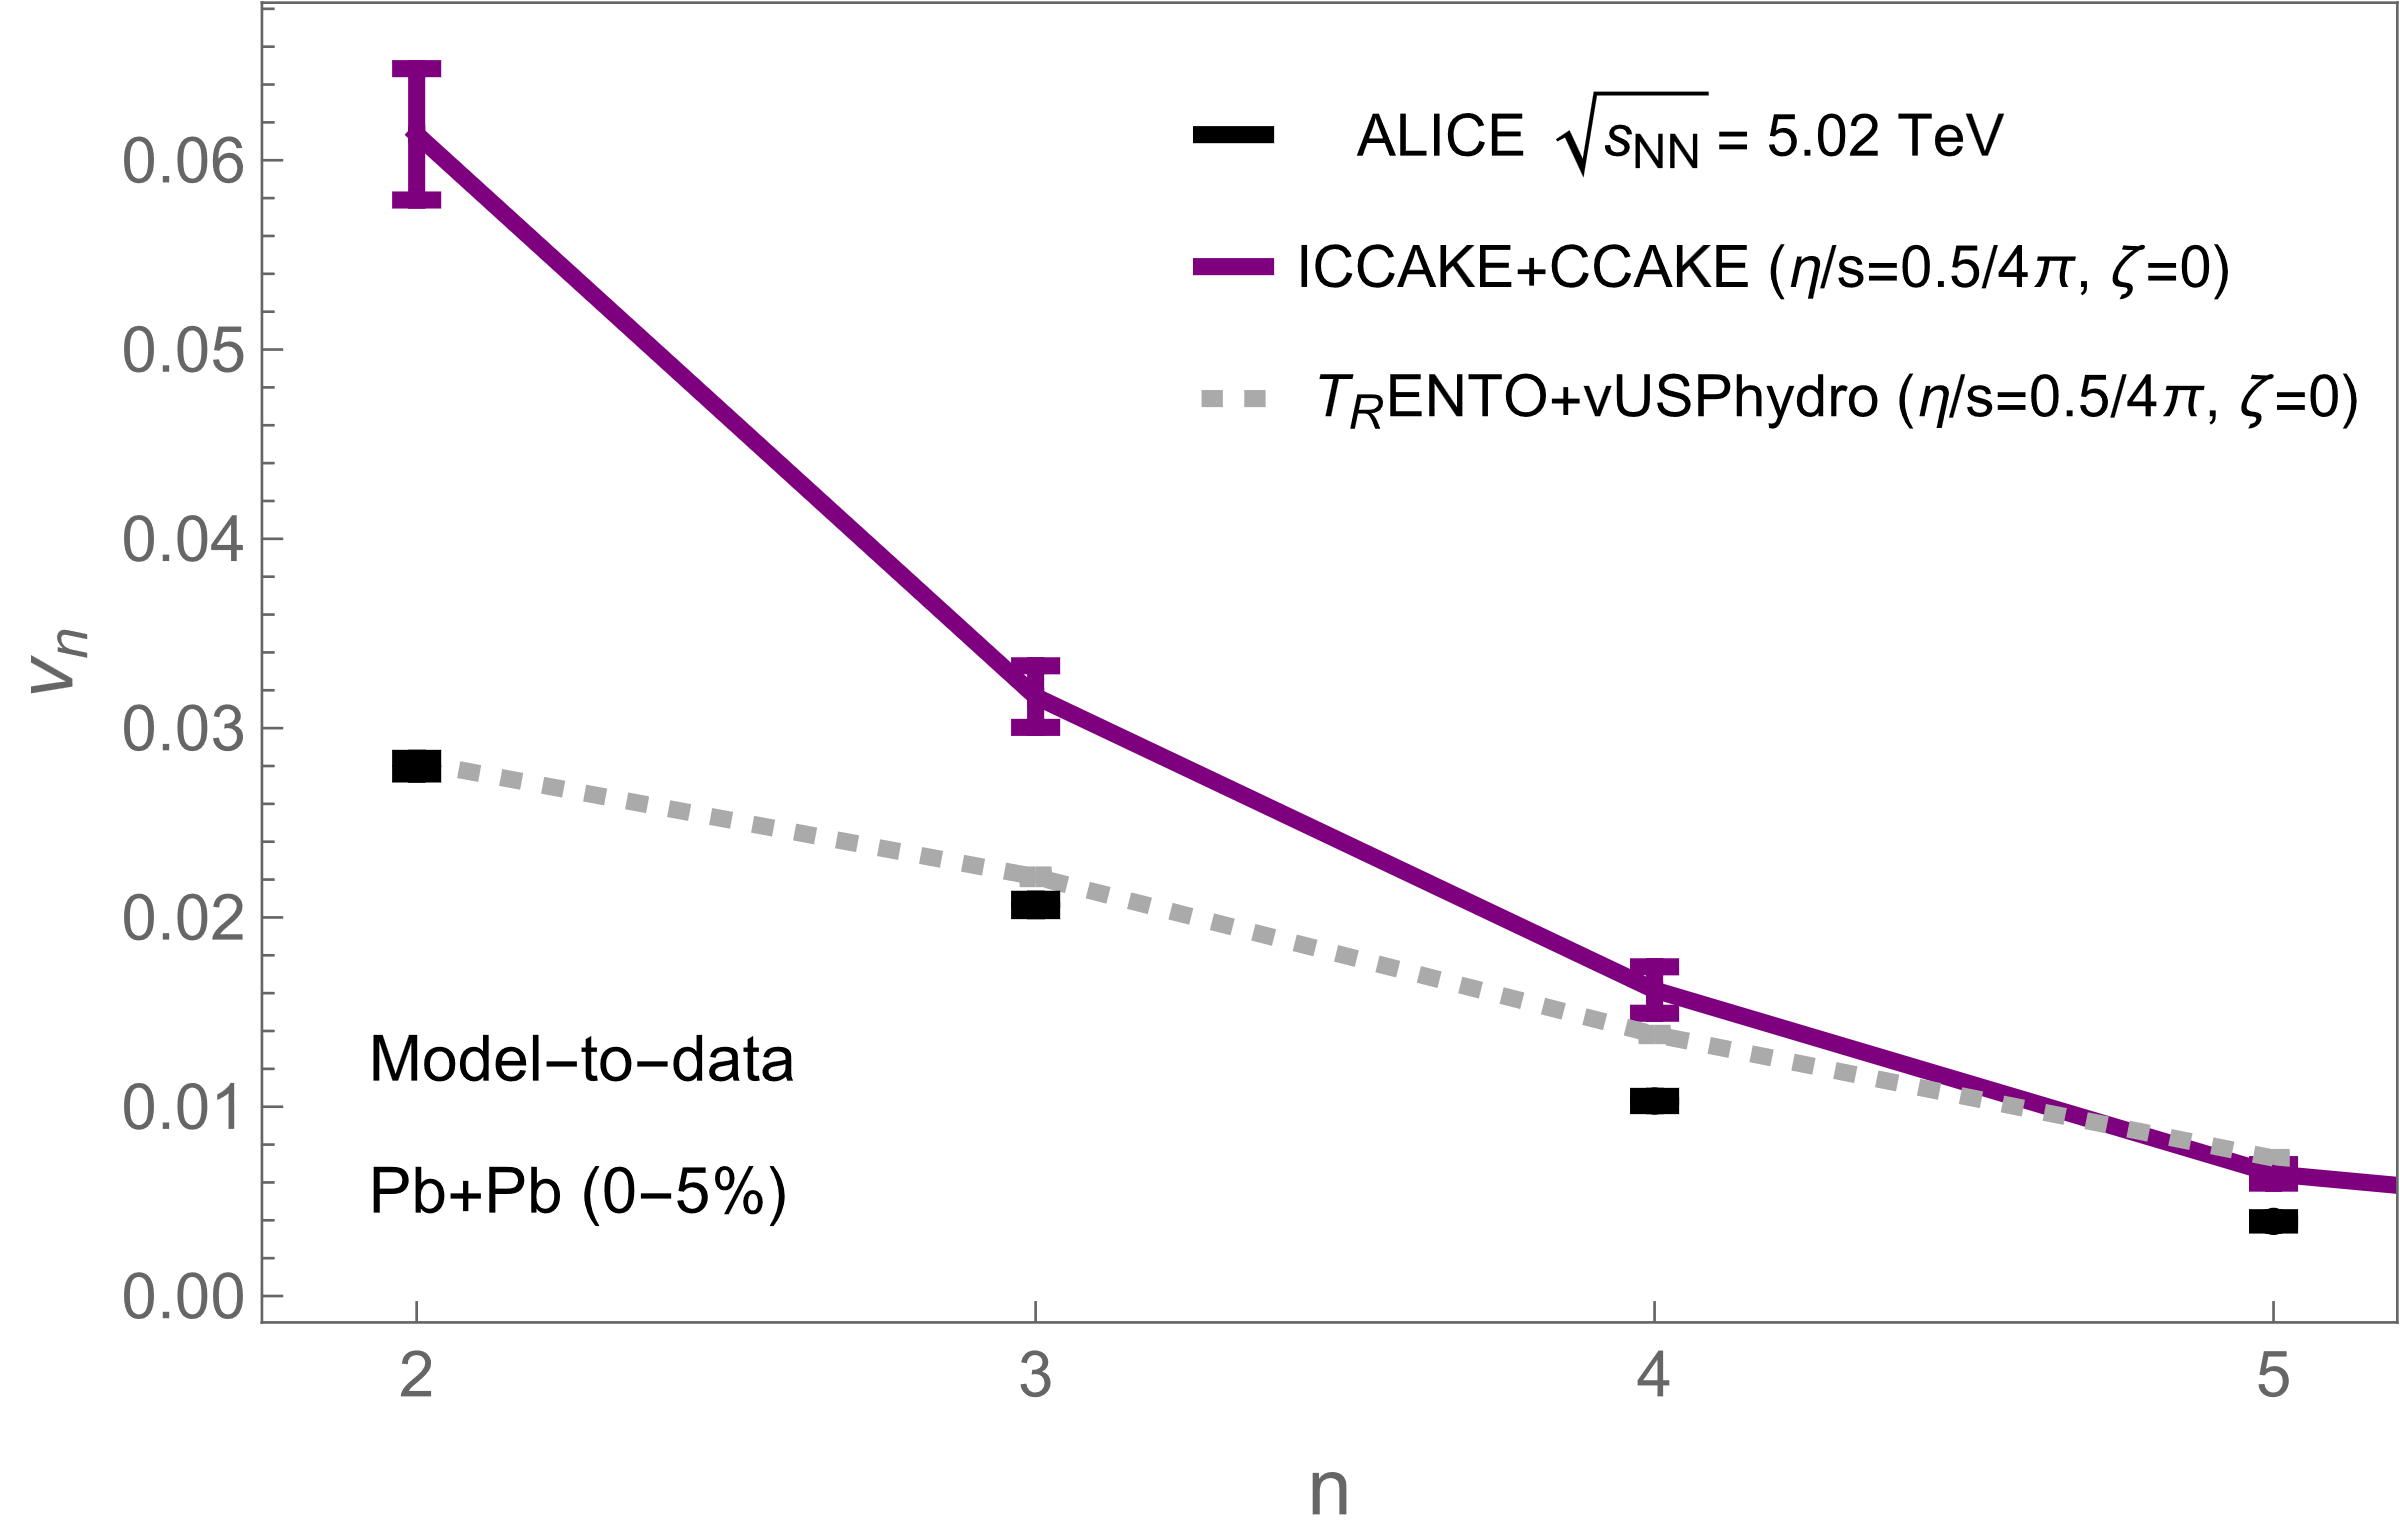 ALICE √sNN = 5.02 TeV
ICCAKE+CCAKE (η/s=0.5/4π, ζ=0)
TRENTO+vUSPhydro (η/s=0.5/4π, ζ=0)
0.06
0.05
0.04
0.03
0.02
0.01
0.00
vn
Model−to−data
Pb+Pb (0−5%)
2 3 4 5
n